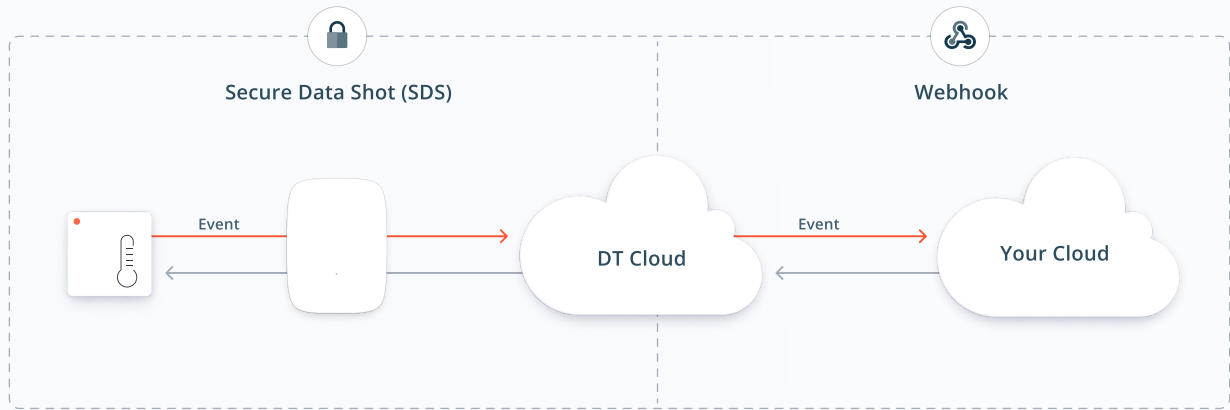 Secure Data Shot (SDS)
Webhook
Event
Event
DT Cloud
Your Cloud